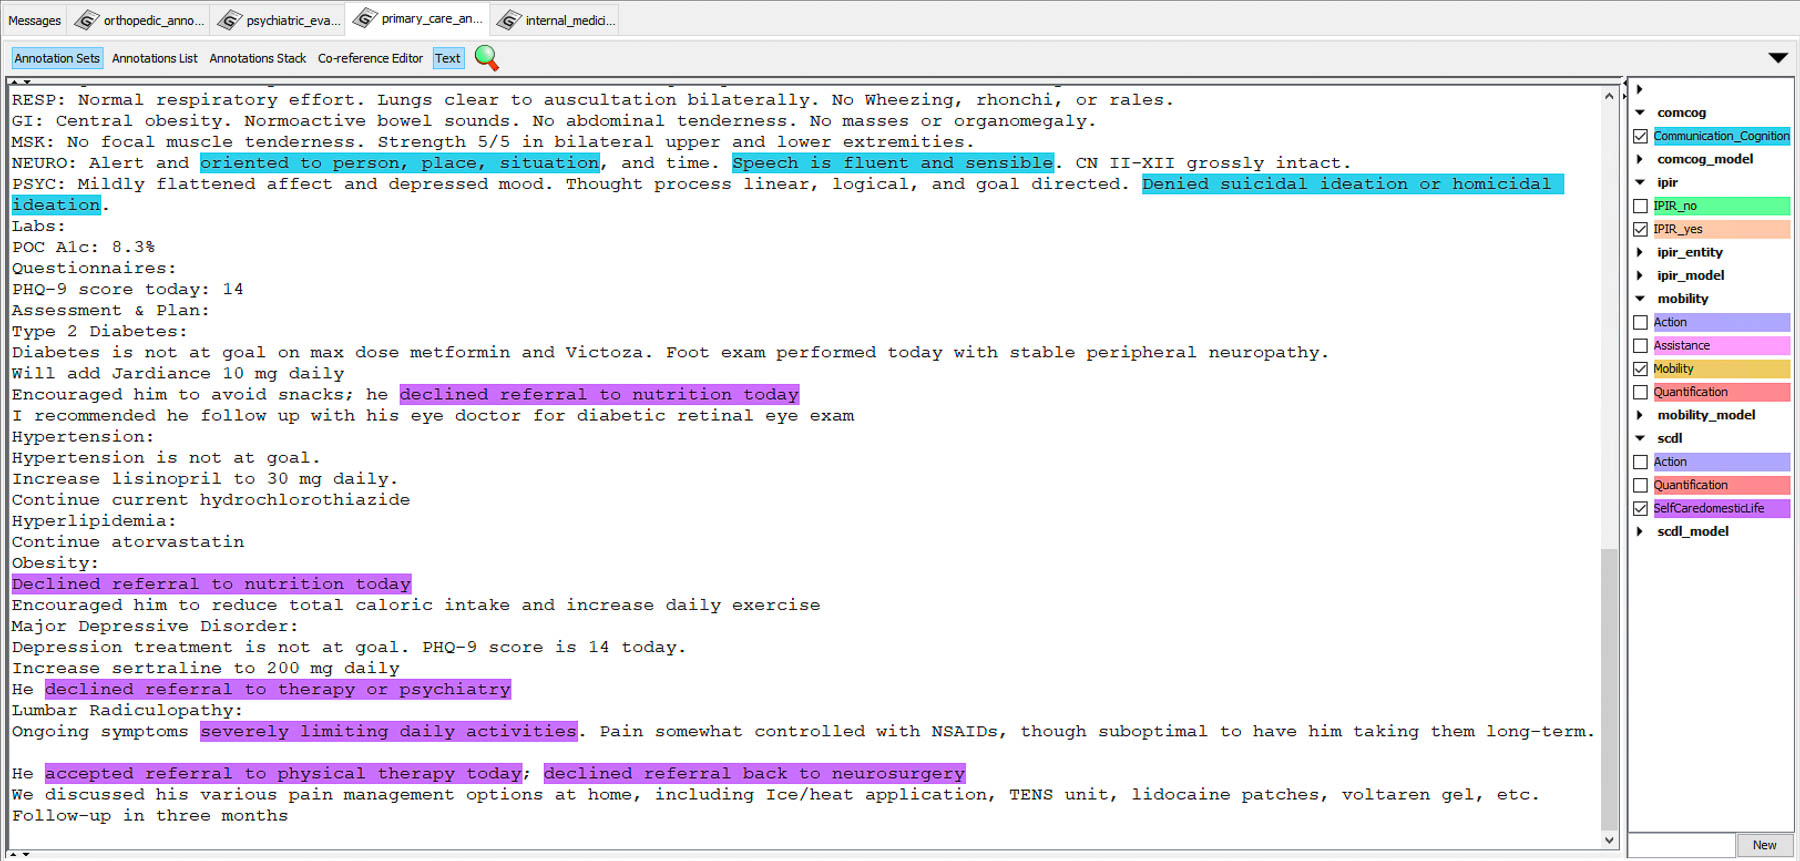 Messages orthopedic_anno... psychiatric_eva... primary_care_an... internal_medici...
Annotation Sets Annotations List Annotations Stack Co-reference Editor Text
RESP: Normal respiratory effort. Lungs clear to auscultation bilaterally. No Wheezing, rhonchi, or rales.
GI: Central obesity. Normoactive bowel sounds. No abdominal tenderness. No masses or organomegaly.
MSK: No focal muscle tenderness. Strength 5/5 in bilateral upper and lower extremities.
NEURO: Alert and oriented to person, place, situation, and time. Speech is fluent and sensible. CN II-XII grossly intact.
PSYC: Mildly flattened affect and depressed mood. Thought process linear, logical, and goal directed. Denied suicidal ideation or homicidal
ideation.
Labs:
POC A1c: 8.3%
Questionnaires:
PHQ-9 score today: 14
Assessment & Plan:
Type 2 Diabetes:
Diabetes is not at goal on max dose metformin and Victoza. Foot exam performed today with stable peripheral neuropathy.
Will add Jardiance 10 mg daily
Encouraged him to avoid snacks; he declined referral to nutrition today
I recommended he follow up with his eye doctor for diabetic retinal eye exam
Hypertension:
Hypertension is not at goal.
Increase lisinopril to 30 mg daily.
Continue current hydrochlorothiazide
Hyperlipidemia:
Continue atorvastatin
Obesity:
Declined referral to nutrition today
Encouraged him to reduce total caloric intake and increase daily exercise
Major Depressive Disorder:
Depression treatment is not at goal. PHQ-9 score is 14 today.
Increase sertraline to 200 mg daily
He declined referral to therapy or psychiatry
Lumbar Radiculopathy:
Ongoing symptoms severely limiting daily activities. Pain somewhat controlled with NSAIDs, though suboptimal to have him taking them long-term.
He accepted referral to physical therapy today; declined referral back to neurosurgery
We discussed his various pain management options at home, including Ice/heat application, TENS unit, lidocaine patches, voltaren gel, etc.
Follow-up in three months
comcog
Communication_Cognition
comcog_model
ipir
IPIR_no
IPIR_yes
ipir_entity
ipir_model
mobility
Action
Assistance
Mobility
Quantification
mobility_model
scdl
Action
Quantification
SelfCaredomesticLife
scdl_model
New